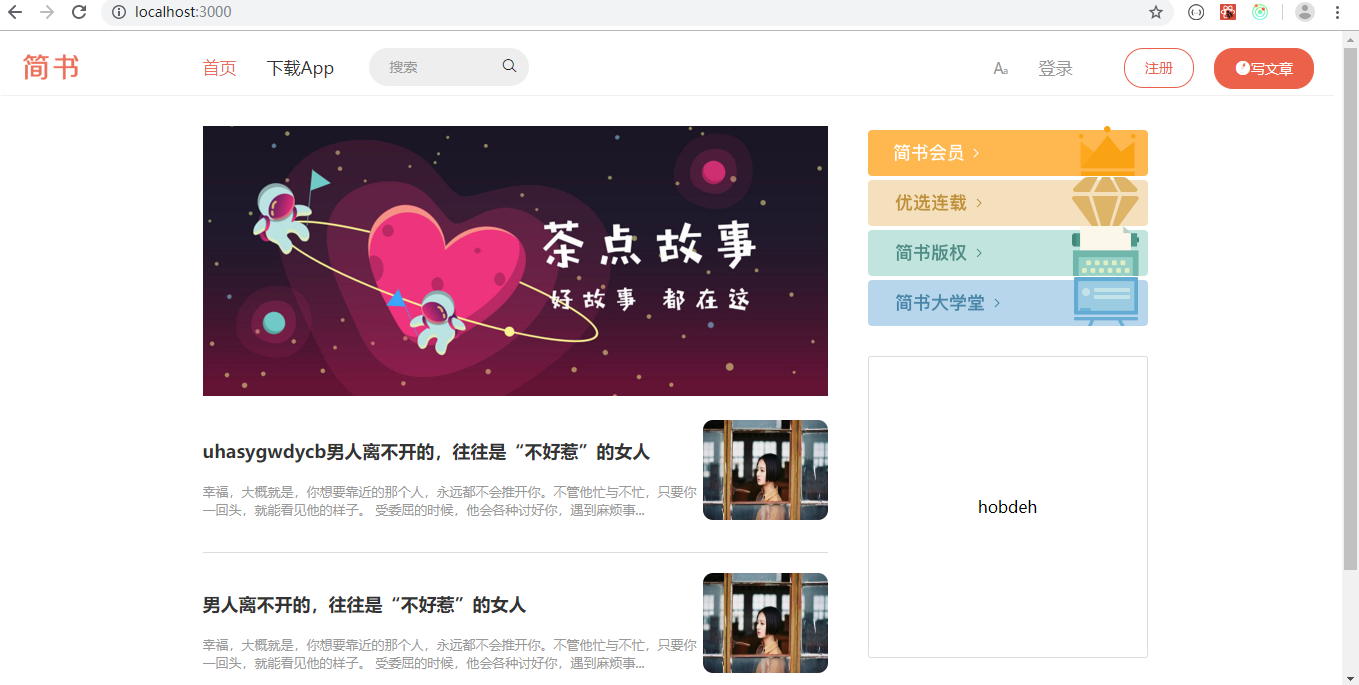 localhost:3000
简书
首页
下载App
搜索
Aa
登录
注册
写文章
茶点故事
好故事 都在这
简书会员
优选连载
简书版权
简书大学堂
uhasygwdycb男人离不开的，往往是“不好惹”的女人
幸福，大概就是，你想要靠近的那个人，永远都不会推开你。不管他忙与不忙，只要你
一回头，就能看见他的样子。 受委屈的时候，他会各种讨好你，遇到麻烦事...
hobdeh
男人离不开的，往往是“不好惹”的女人
幸福，大概就是，你想要靠近的那个人，永远都不会推开你。不管他忙与不忙，只要你
一回头，就能看见他的样子。 受委屈的时候，他会各种讨好你，遇到麻烦事...